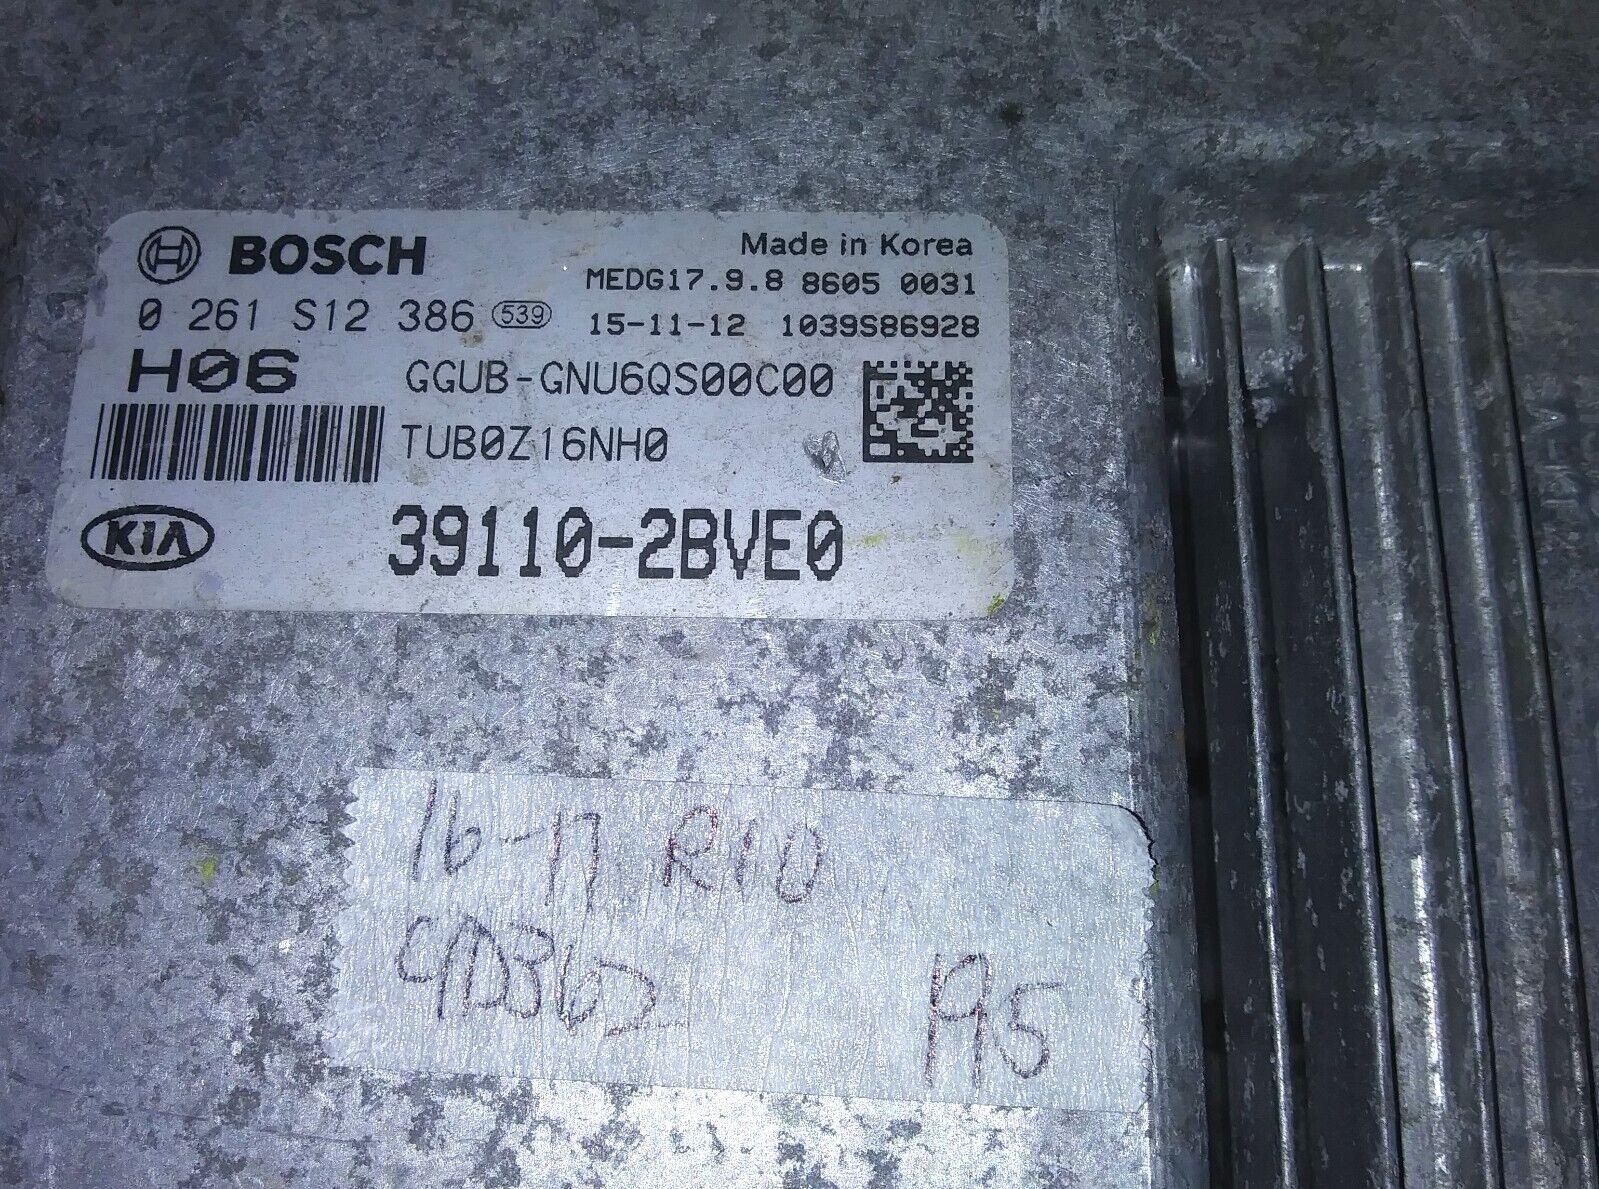 BOSCH
Made in Korea
MEDG17.9.8 8605 0031
0 261 S12 386 539
15-11-12 1039S86928
H06
GGUB-GNU6QS00C00
TUB0Z16NH0
KIA
39110-2BVE0
16-17 RIO
A5